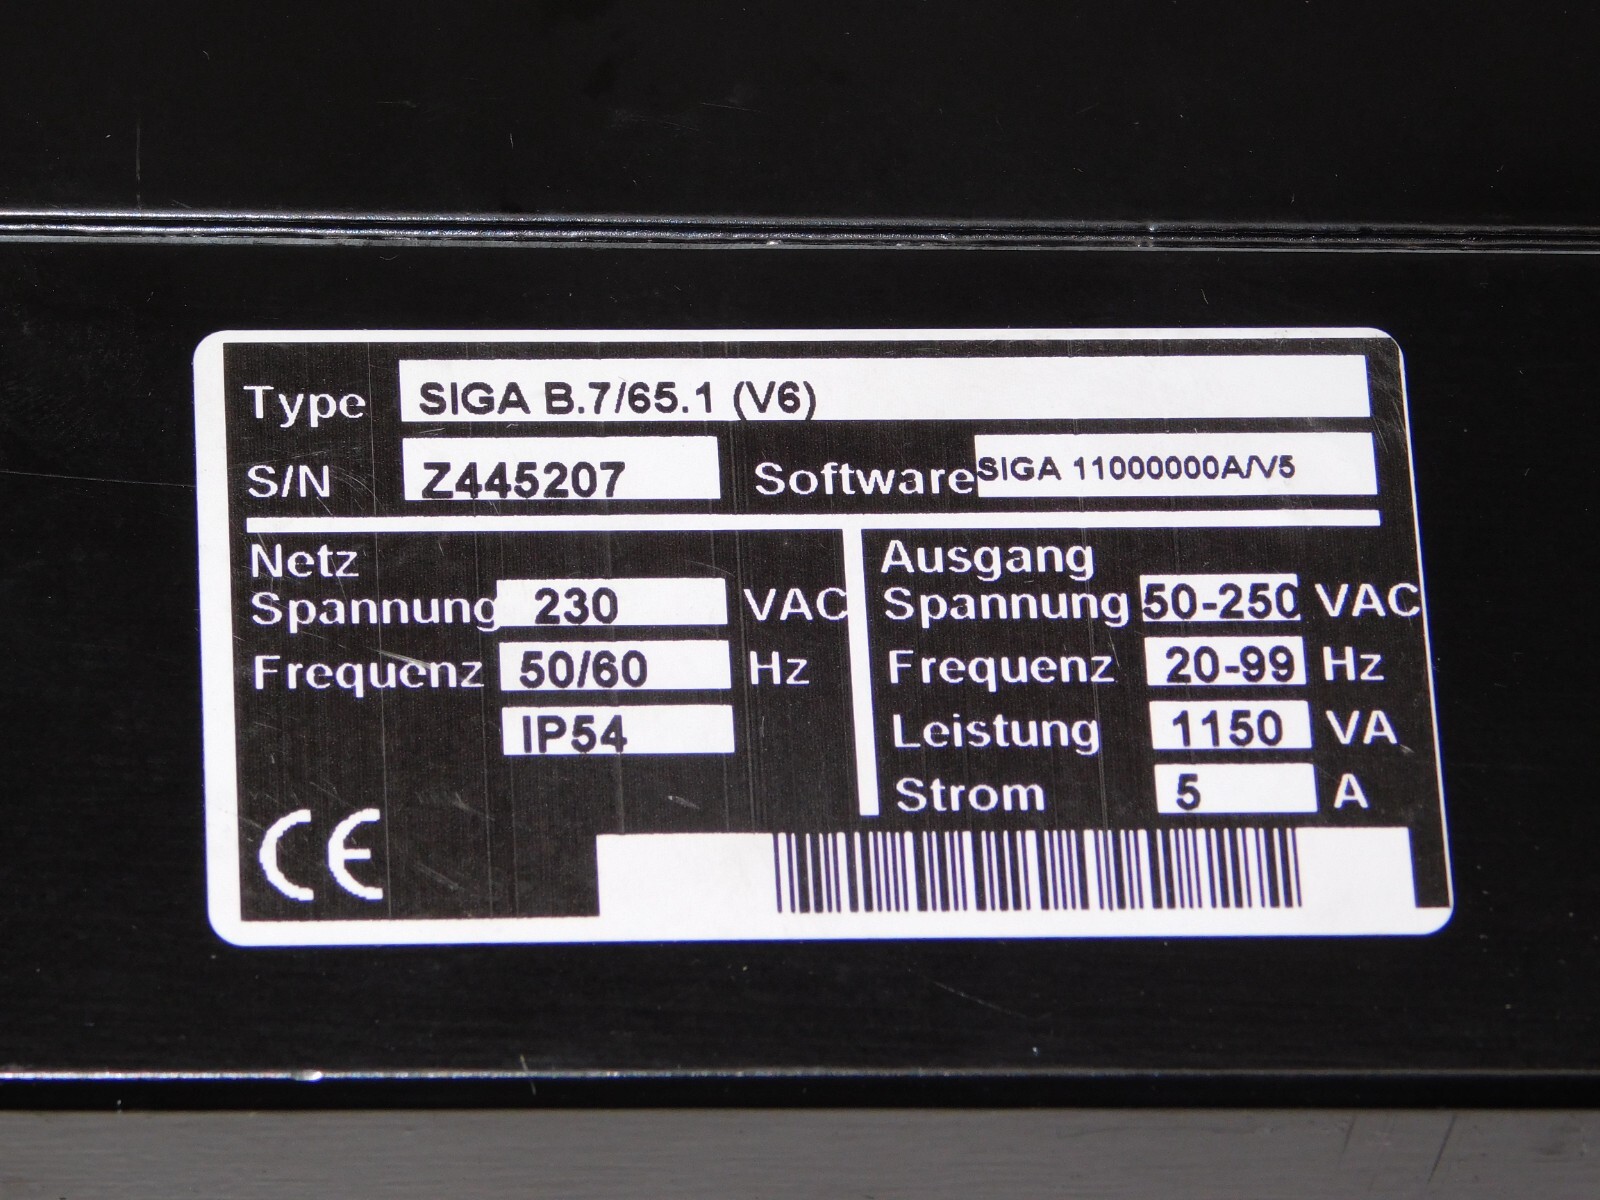 Type SIGA B.7/65.1 (V6)
S/N Z445207 Software SIGA 11000000A/V5
Netz
Spannung 230 VAC
Frequenz 50/60 Hz
IP54
Ausgang
Spannung 50-250 VAC
Frequenz 20-99 Hz
Leistung 1150 VA
Strom 5 A
CE